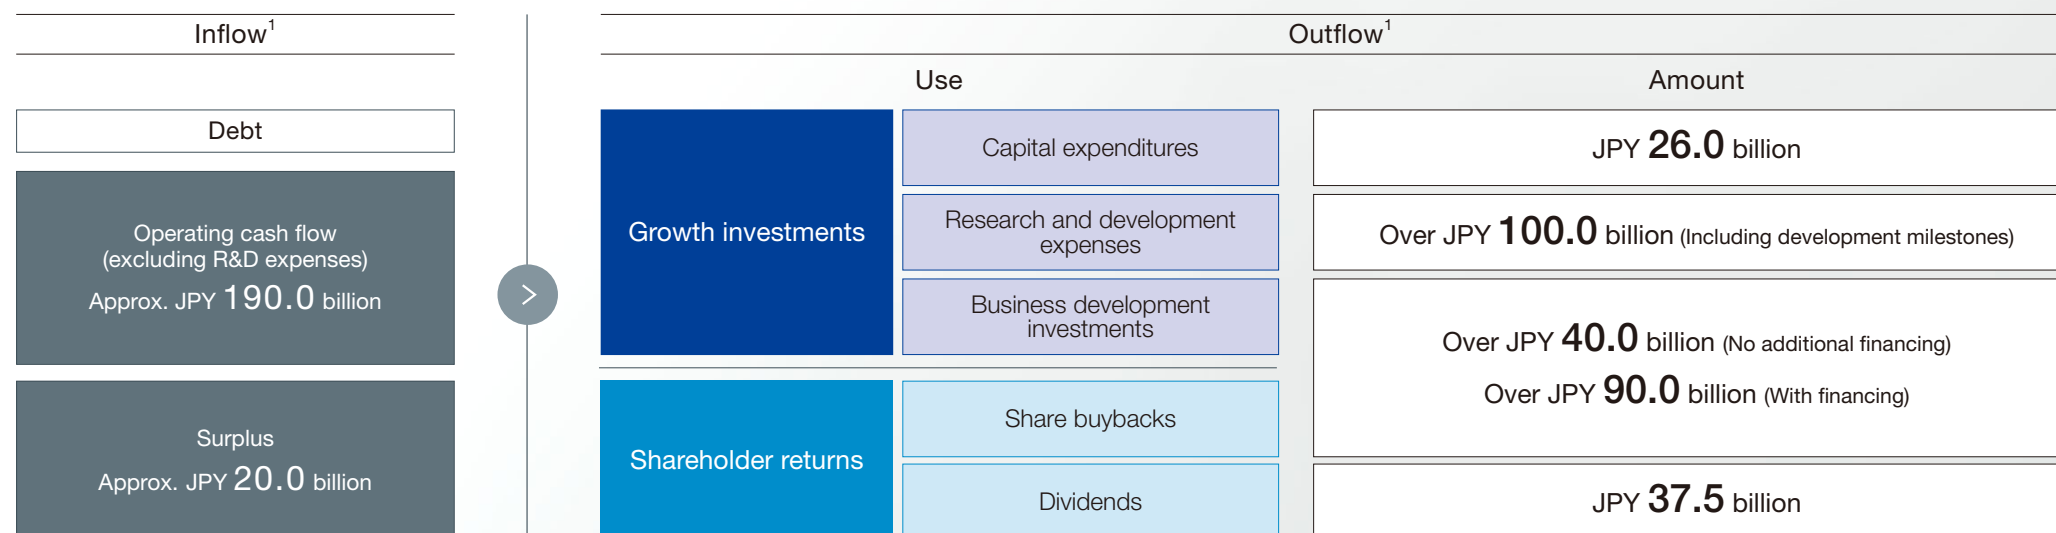 Inflow¹
Debt
Operating cash flow
(excluding R&D expenses)
Approx. JPY 190.0 billion
Surplus
Approx. JPY 20.0 billion
Outflow¹
Use
Amount
Growth investments
Capital expenditures
JPY 26.0 billion
Research and development
expenses
Over JPY 100.0 billion (Including development milestones)
Business development
investments
Over JPY 40.0 billion (No additional financing)
Over JPY 90.0 billion (With financing)
Shareholder returns
Share buybacks
Dividends
JPY 37.5 billion